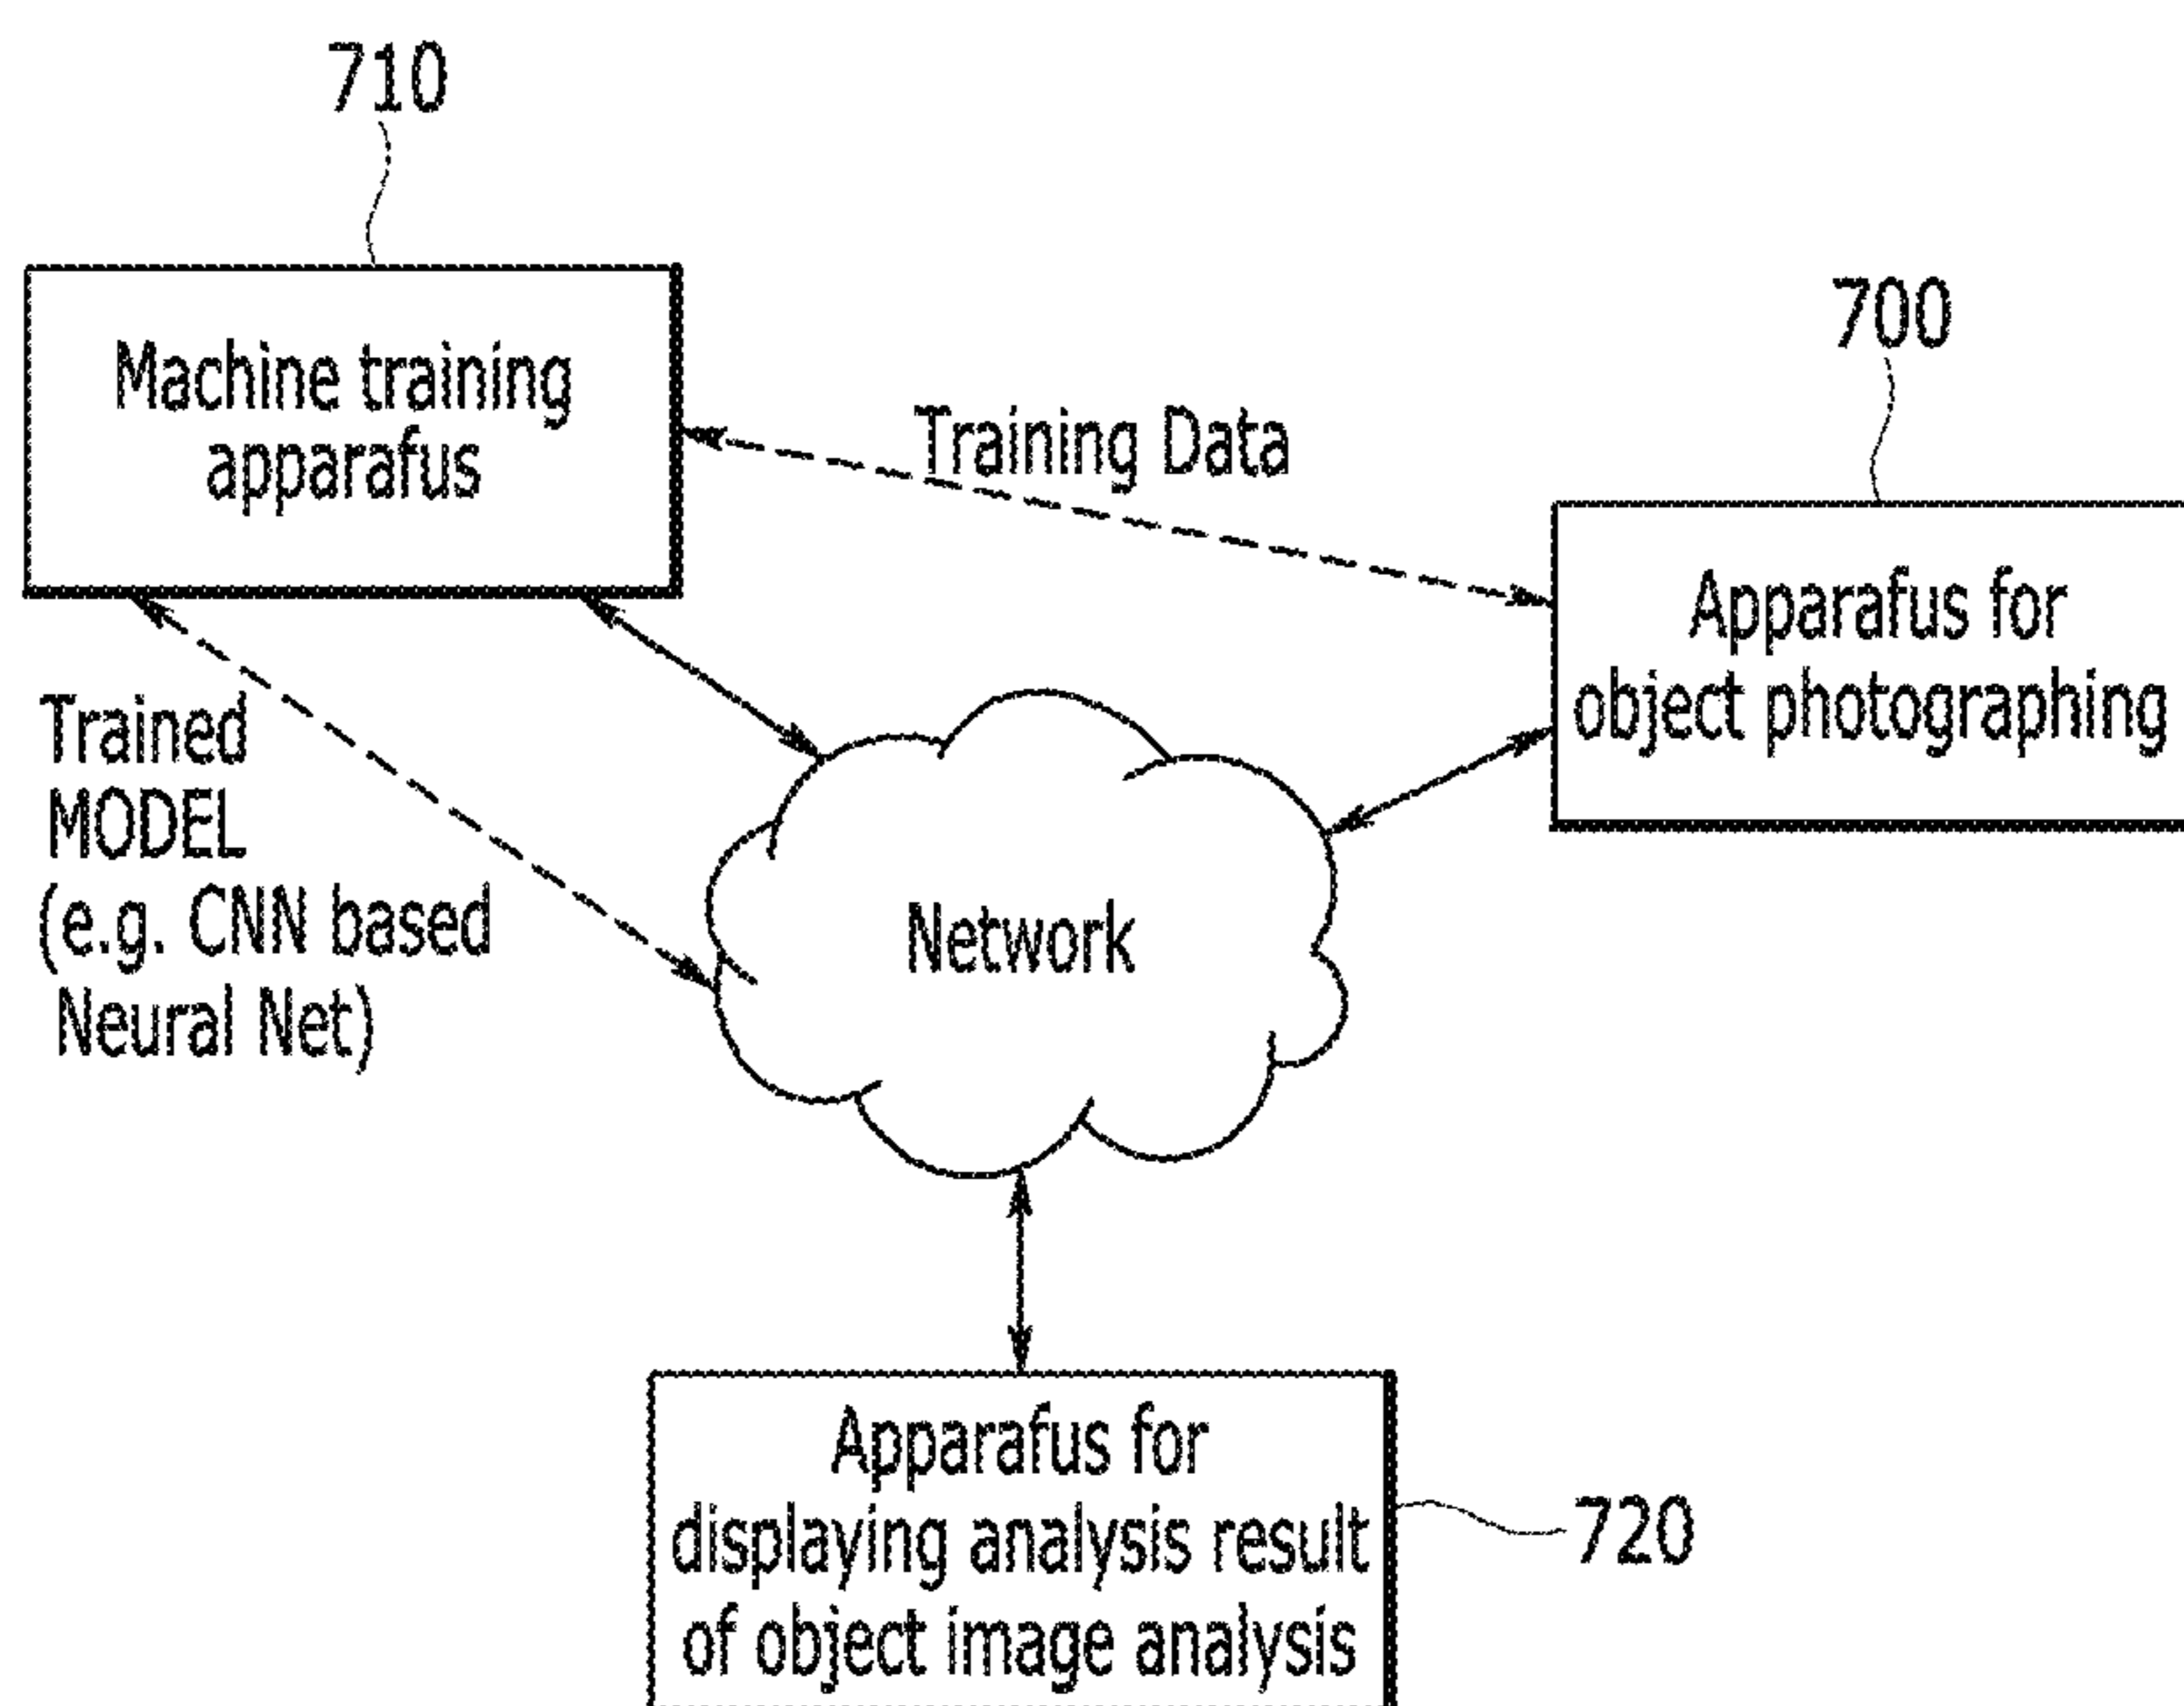 710
Machine training
apparafus
700
Training Data
Apparafus for
object photographing
Trained
MODEL
(e.g. CNN based
Neural Net)
Network
Apparafus for
displaying analysis result
of object image analysis
720